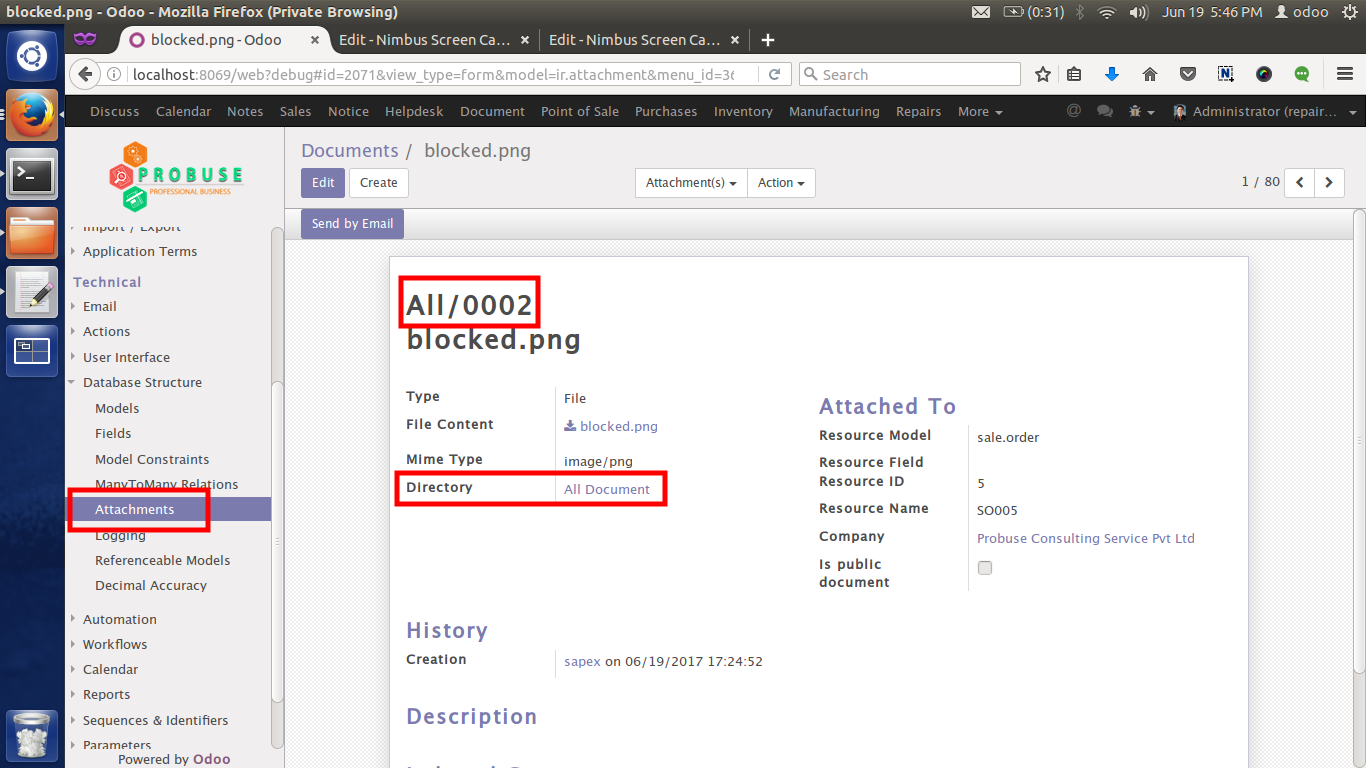 blocked.png - Odoo - Mozilla Firefox (Private Browsing)
(0:31)
Jun 19 5:46 PM
odoo
blocked.png - Odoo
Edit - Nimbus Screen Ca...
Edit - Nimbus Screen Ca...
localhost:8069/web?debug#id=2071&view_type=form&model=ir.attachment&menu_id=36
Search
Discuss Calendar Notes Sales Notice Helpdesk Document Point of Sale Purchases Inventory Manufacturing Repairs More
Administrator (repair...
PROBUSE
PROFESSIONAL BUSINESS
Documents / blocked.png
Edit
Create
Attachment(s)
Action
1 / 80
Send by Email
Import / Export
Application Terms
Technical
Email
Actions
User Interface
Database Structure
Models
Fields
Model Constraints
ManyToMany Relations
Attachments
Logging
Referenceable Models
Decimal Accuracy
Automation
Workflows
Calendar
Reports
Sequences & Identifiers
Parameters
Powered by Odoo
All/0002
blocked.png
Type File
File Content blocked.png
Mime Type image/png
Directory All Document
Attached To
Resource Model sale.order
Resource Field
Resource ID 5
Resource Name SO005
Company Probuse Consulting Service Pvt Ltd
Is public
document
History
Creation sapex on 06/19/2017 17:24:52
Description